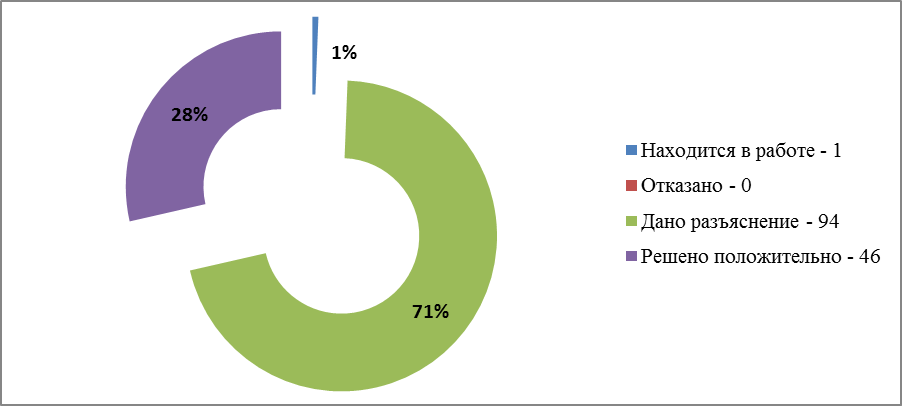 1%
28%
71%
Находится в работе - 1
Отказано - 0
Дано разъяснение - 94
Решено положительно - 46